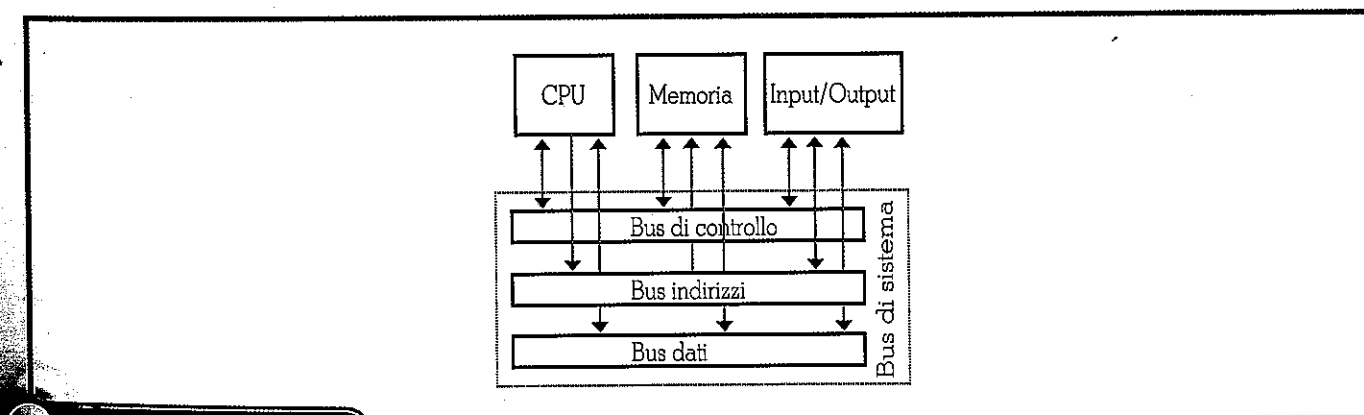 CPU
Memoria
Input/Output
Bus di controllo
Bus indirizzi
Bus dati
Bus di sistema